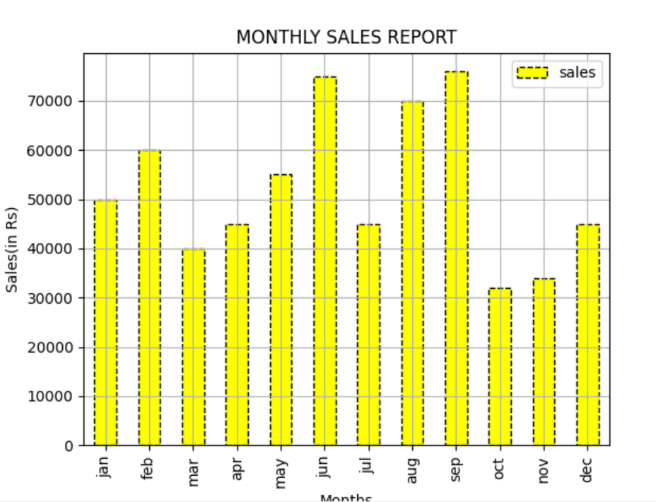 MONTHLY SALES REPORT
sales
Sales(in Rs)
70000
60000
50000
40000
30000
20000
10000
0
jan feb mar apr may jun jul aug sep oct nov dec
Months